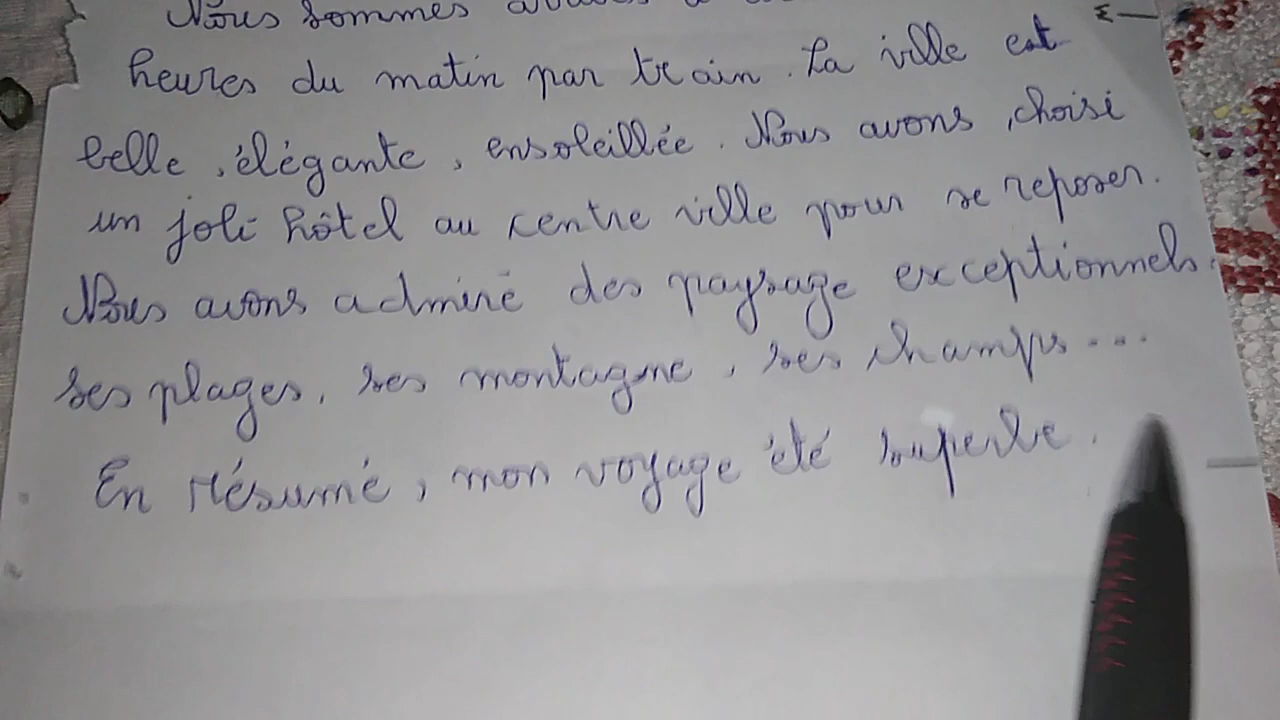 Nous sommes
heures du matin par train. La ville est
belle, élégante, ensoleillée. Nous avons choisi
un joli hôtel au centre ville pour se reposer.
Nous avons admiré des paysage exceptionnels.
ses plages, ses montagne, ses champs...
En résumé, mon voyage été superbe.